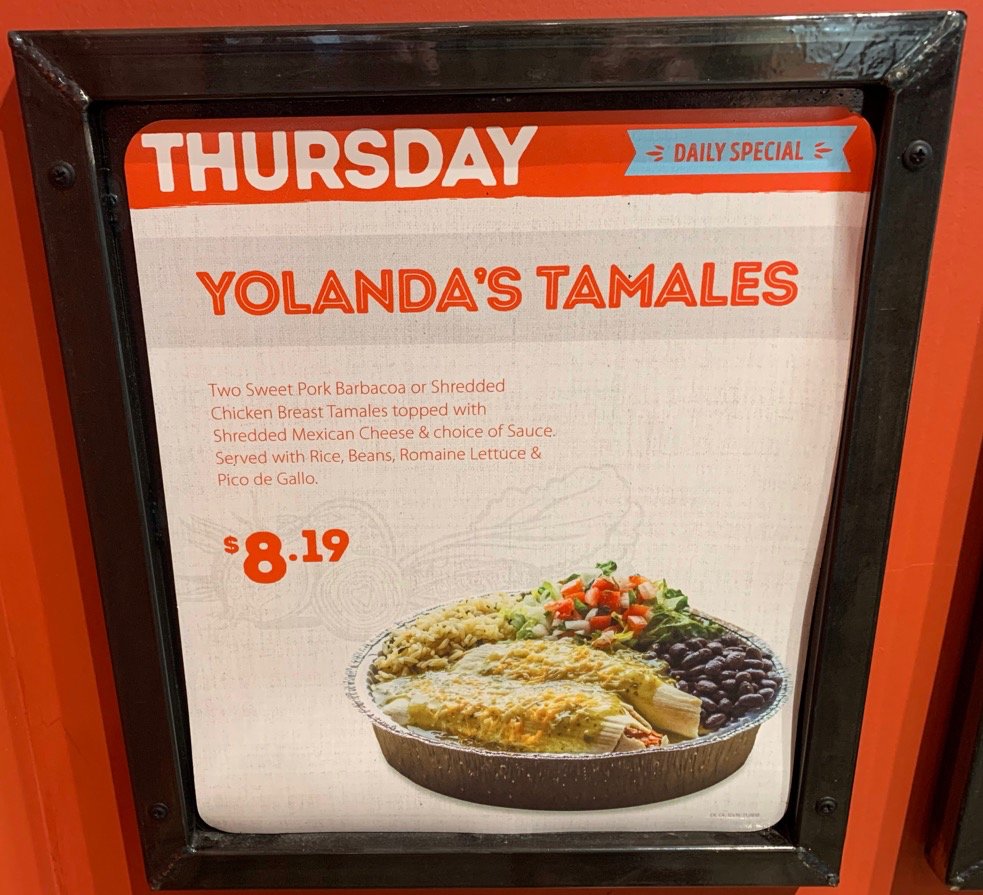 THURSDAY
DAILY SPECIAL
YOLANDA'S TAMALES
Two Sweet Pork Barbacoa or Shredded
Chicken Breast Tamales topped with
Shredded Mexican Cheese & choice of Sauce.
Served with Rice, Beans, Romaine Lettuce &
Pico de Gallo.
$8.19